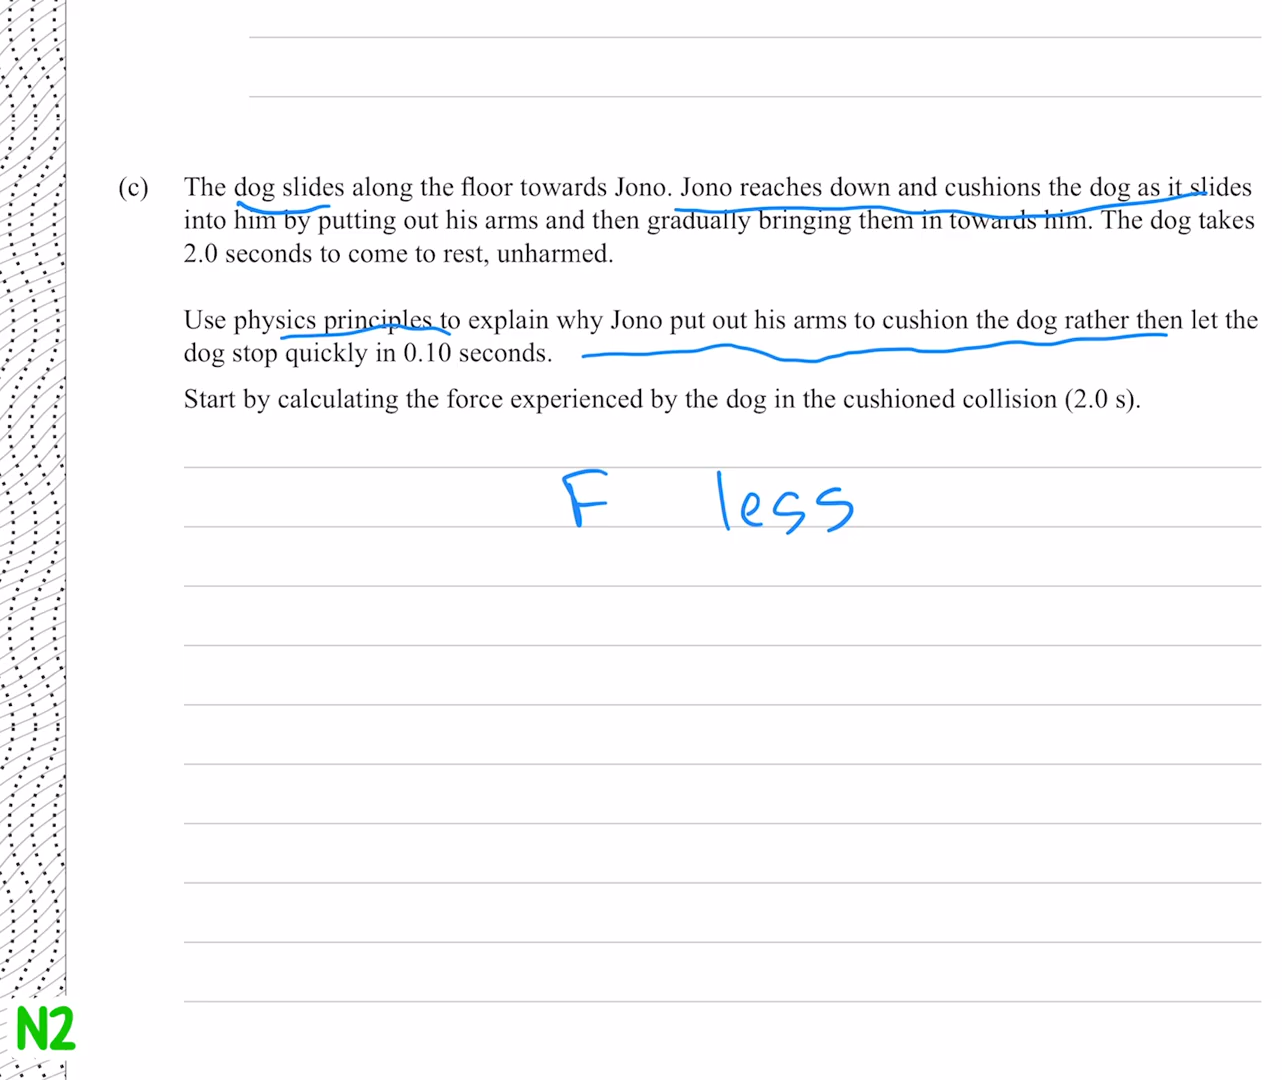 (c) The dog slides along the floor towards Jono. Jono reaches down and cushions the dog as it slides
into him by putting out his arms and then gradually bringing them in towards him. The dog takes
2.0 seconds to come to rest, unharmed.
Use physics principles to explain why Jono put out his arms to cushion the dog rather then let the
dog stop quickly in 0.10 seconds.
Start by calculating the force experienced by the dog in the cushioned collision (2.0 s).
F less
N2